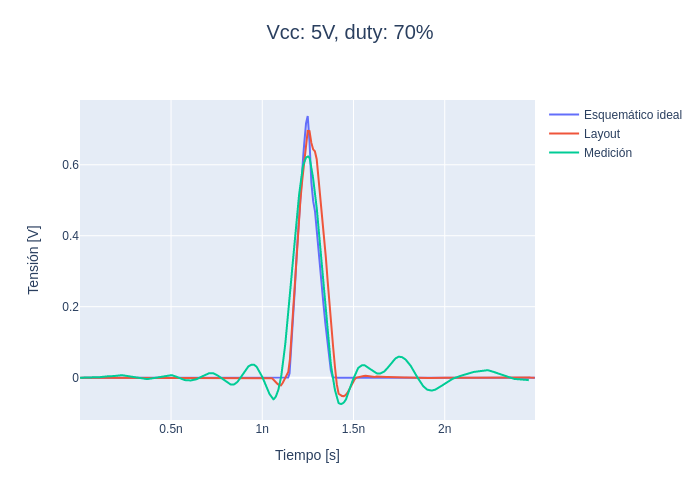 Vcc: 5V, duty: 70%
Esquemático ideal
Layout
Medición
Tensión [V]
0.6
0.4
0.2
0
0.5n
1n
1.5n
2n
Tiempo [s]